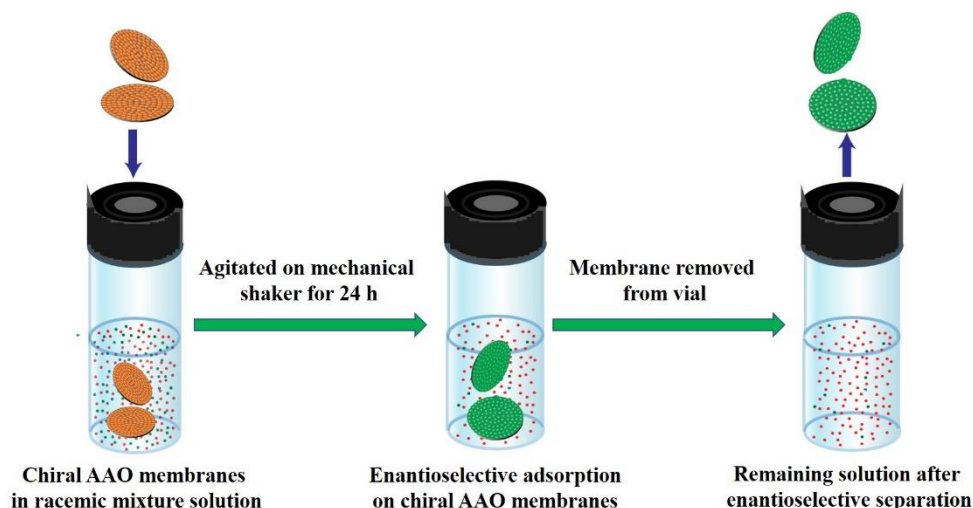 Agitated on mechanical
shaker for 24 h
Membrane removed
from vial
Chiral AAO membranes
in racemic mixture solution
Enantioselective adsorption
on chiral AAO membranes
Remaining solution after
enantioselective separation